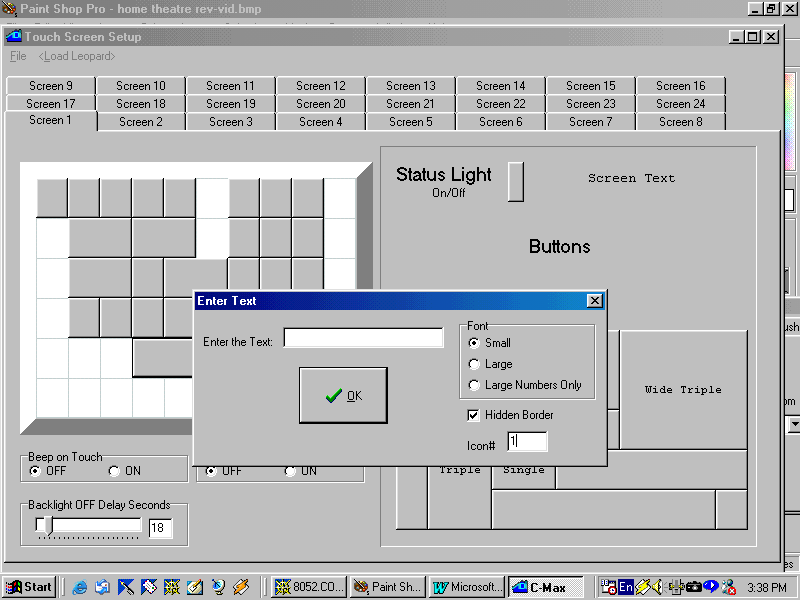 Paint Shop Pro - home theatre rev-vid.bmp
Touch Screen Setup
File <Load Leopard>
Screen 9 Screen 10 Screen 11 Screen 12 Screen 13 Screen 14 Screen 15 Screen 16
Screen 17 Screen 18 Screen 19 Screen 20 Screen 21 Screen 22 Screen 23 Screen 24
Screen 1 Screen 2 Screen 3 Screen 4 Screen 5 Screen 6 Screen 7 Screen 8
Status Light Screen Text
On/Off
Buttons
Enter Text
Enter the Text:
Font
Small
Large
Large Numbers Only
OK
Hidden Border
Icon# 1
Wide Triple
Triple Single
Beep on Touch
OFF ON OFF ON
Backlight OFF Delay Seconds
18
Start 8052.CO... Paint Sh... Microsoft... C-Max En 3:38 PM